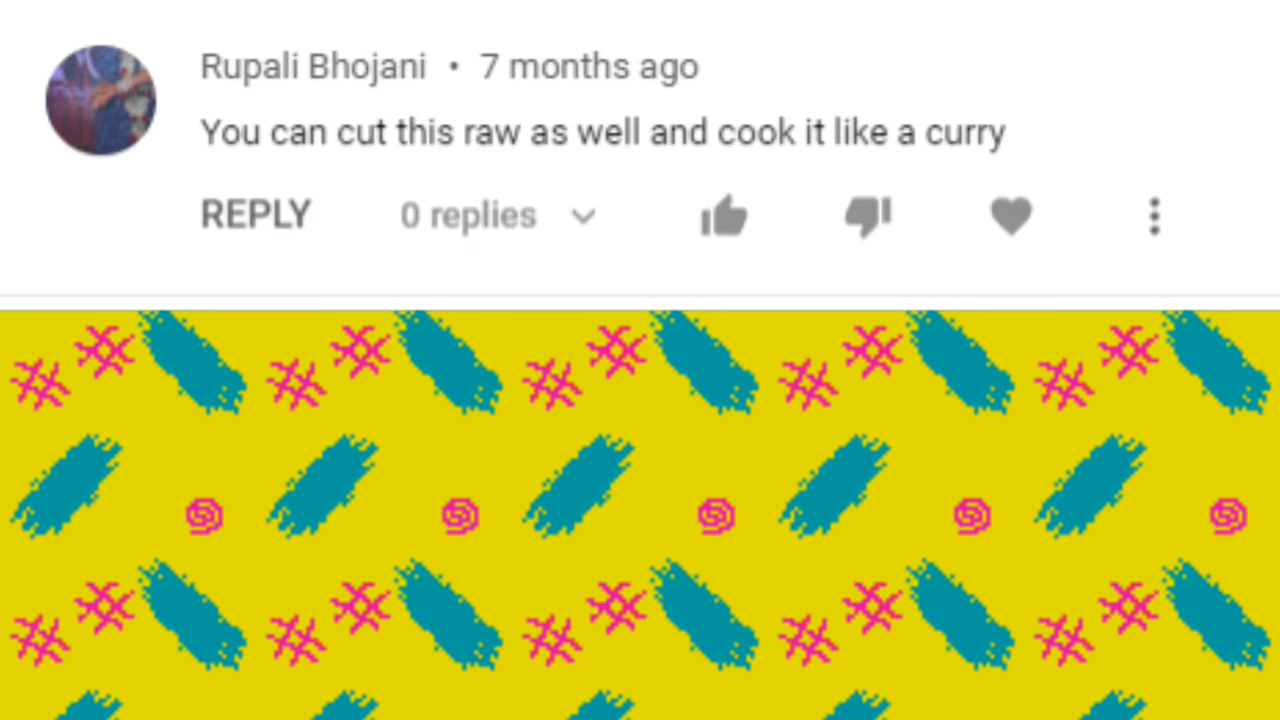 Rupali Bhojani • 7 months ago
You can cut this raw as well and cook it like a curry
REPLY 0 replies